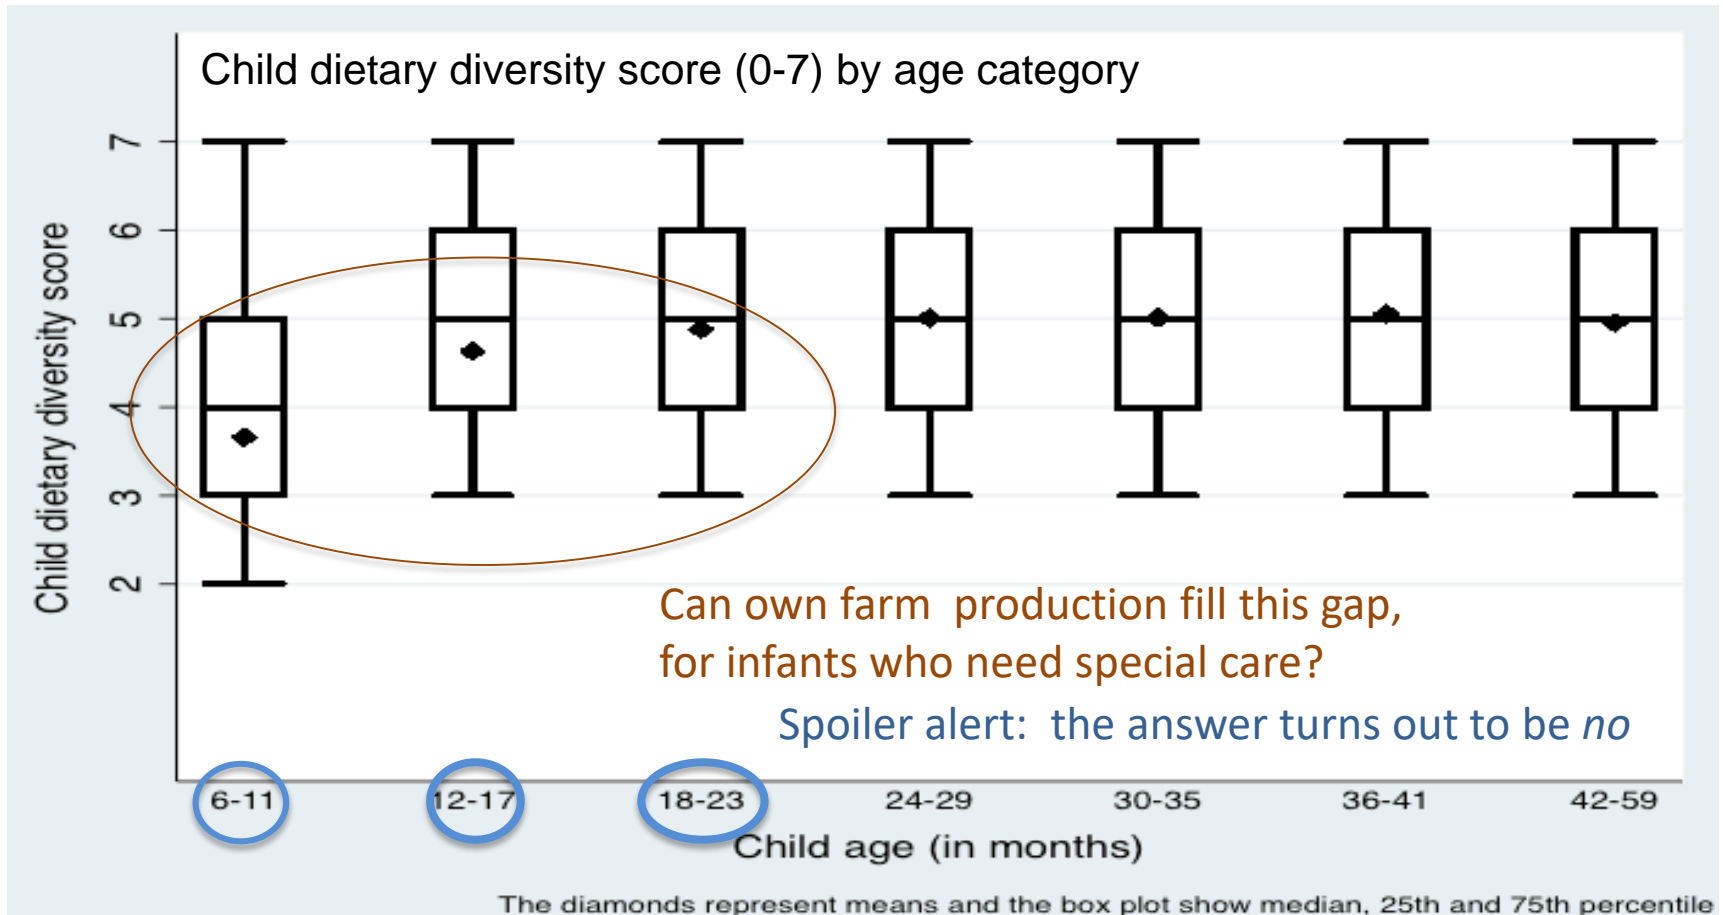 Child dietary diversity score (0-7) by age category
Child dietary diversity score
7
6
5
4
3
2
Can own farm  production fill this gap,
for infants who need special care?
Spoiler alert:  the answer turns out to be no
6-11 12-17 18-23 24-29 30-35 36-41 42-59
Child age (in months)
The diamonds represent means and the box plot show median, 25th and 75th percentile